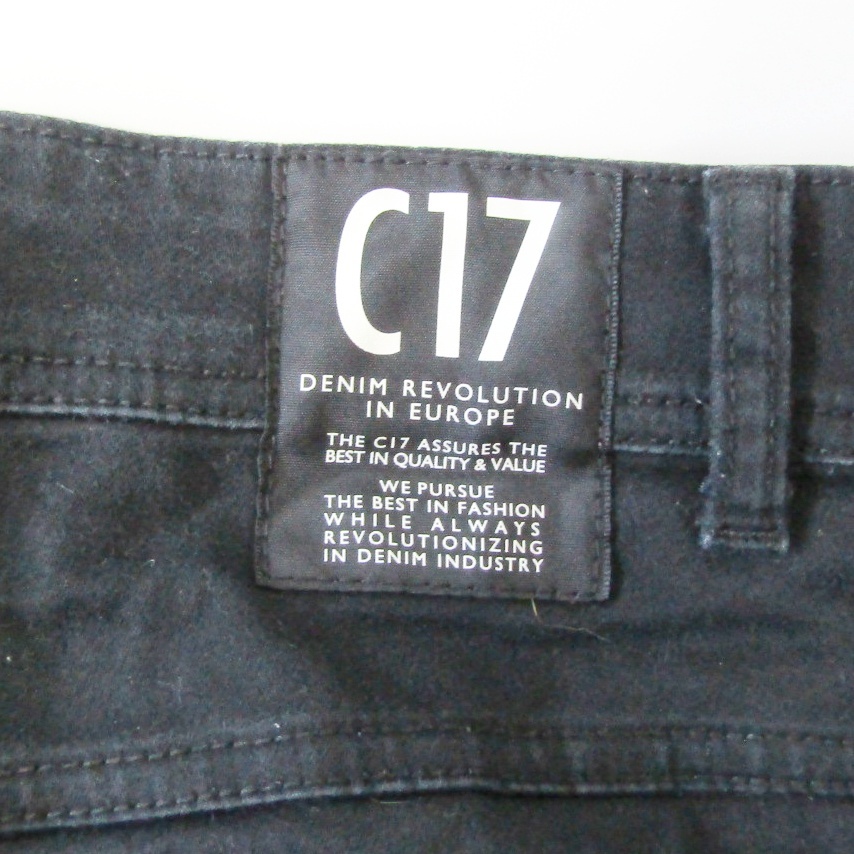 C17
DENIM REVOLUTION
IN EUROPE
THE C17 ASSURES THE
BEST IN QUALITY & VALUE
WE PURSUE
THE BEST IN FASHION
WHILE ALWAYS
REVOLUTIONIZING
IN DENIM INDUSTRY